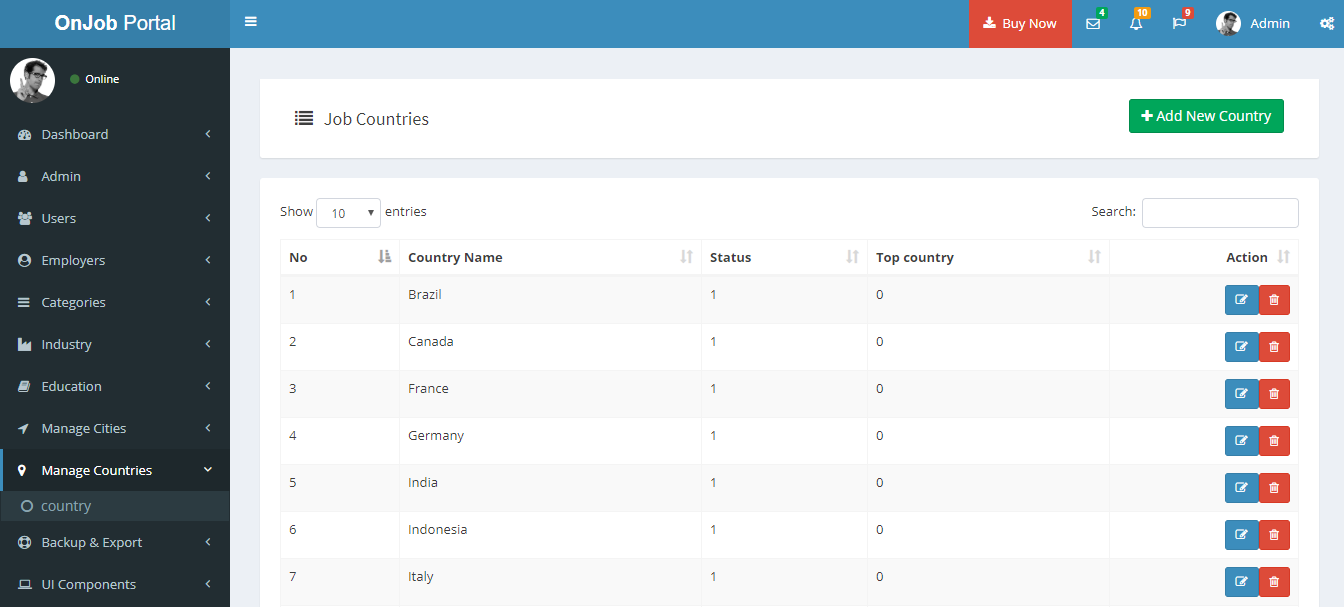 OnJob Portal
Buy Now
4
10
9
Admin
Online
Dashboard
Admin
Users
Employers
Categories
Industry
Education
Manage Cities
Manage Countries
country
Backup & Export
UI Components
Job Countries
Add New Country
Show 10 entries
Search:
No Country Name Status Top country Action
1 Brazil 1 0
2 Canada 1 0
3 France 1 0
4 Germany 1 0
5 India 1 0
6 Indonesia 1 0
7 Italy 1 0